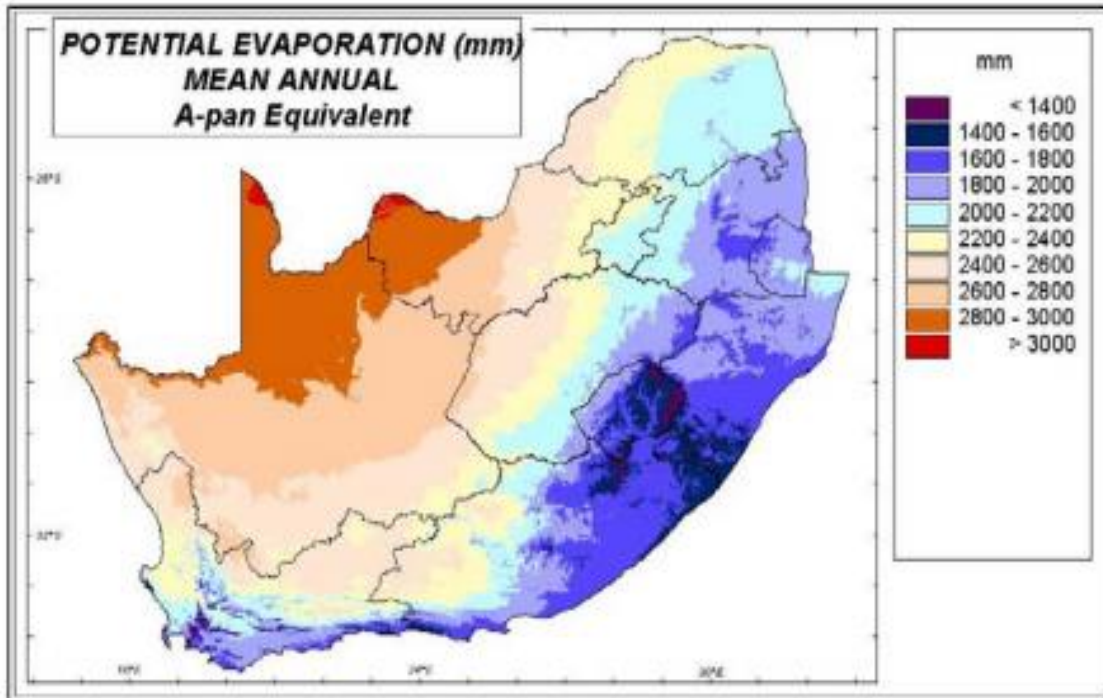 POTENTIAL EVAPORATION (mm)
MEAN ANNUAL
A-pan Equivalent
mm
< 1400
1400 - 1600
1600 - 1800
1800 - 2000
2000 - 2200
2200 - 2400
2400 - 2600
2600 - 2800
2800 - 3000
> 3000